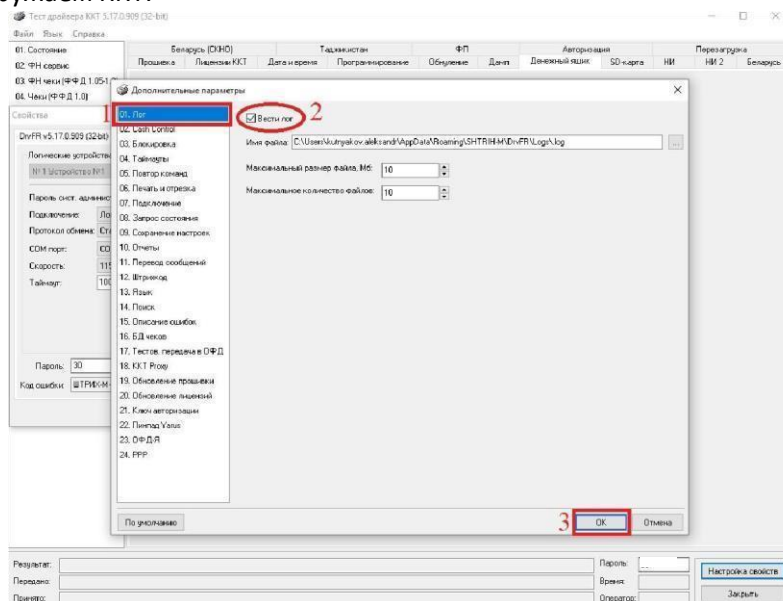 Тест драйвера ККТ 5.17.0.909 (32-bit)
Файл Язык Справка
01. Состояние
02. ФН сервис
03. ФН чеки (ФФД 1.05-1.
04. Чеки (ФФД 1.0)
Беларусь (СКНО) Таджикистан ФП Авторизация Перезагрузка
Прошивка Лицензии ККТ Дата и время Программирование Обнуление Дамп Денежный ящик SD-карта НИ НИ 2 Беларусь
Свойства
DrvFR v5.17.0.909 (32-bit)
Логические устройства
№1 Устройство №1
Пароль сист. админис
Подключение: Ло
Протокол обмена: Ста
COM порт: CO
Скорость: 115
Таймаут: 100
Пароль: 30
Код ошибки: ШТРИХ-М
Дополнительные параметры
1
01. Лог
02. Cash Control
03. Блокировка
04. Таймауты
05. Повтор команд
06. Печать и отрезка
07. Подключение
08. Запрос состояния
09. Сохранение настроек
10. Отчеты
11. Перевод сообщений
12. Штрихкод
13. Язык
14. Поиск
15. Описание ошибок
16. БД чеков
17. Тестов. передача в ОФД
18. ККТ Proxy
19. Обновление прошивки
20. Обновление лицензий
21. Ключ авторизации
22. Пинпад Varus
23. ОФД-Я
24. PPP
Вести лог 2
Имя файла: C:\Users\kutnyakov.aleksandr\AppData\Roaming\SHTRIH-M\DrvFR\Logs\.log ...
Максимальный размер файла, Мб: 10
Максимальное количество файлов: 10
По умолчанию 3 OK Отмена
Результат:
Передано:
Принято:
Пароль:
Время:
Оператор:
Настройка свойств
Закрыть